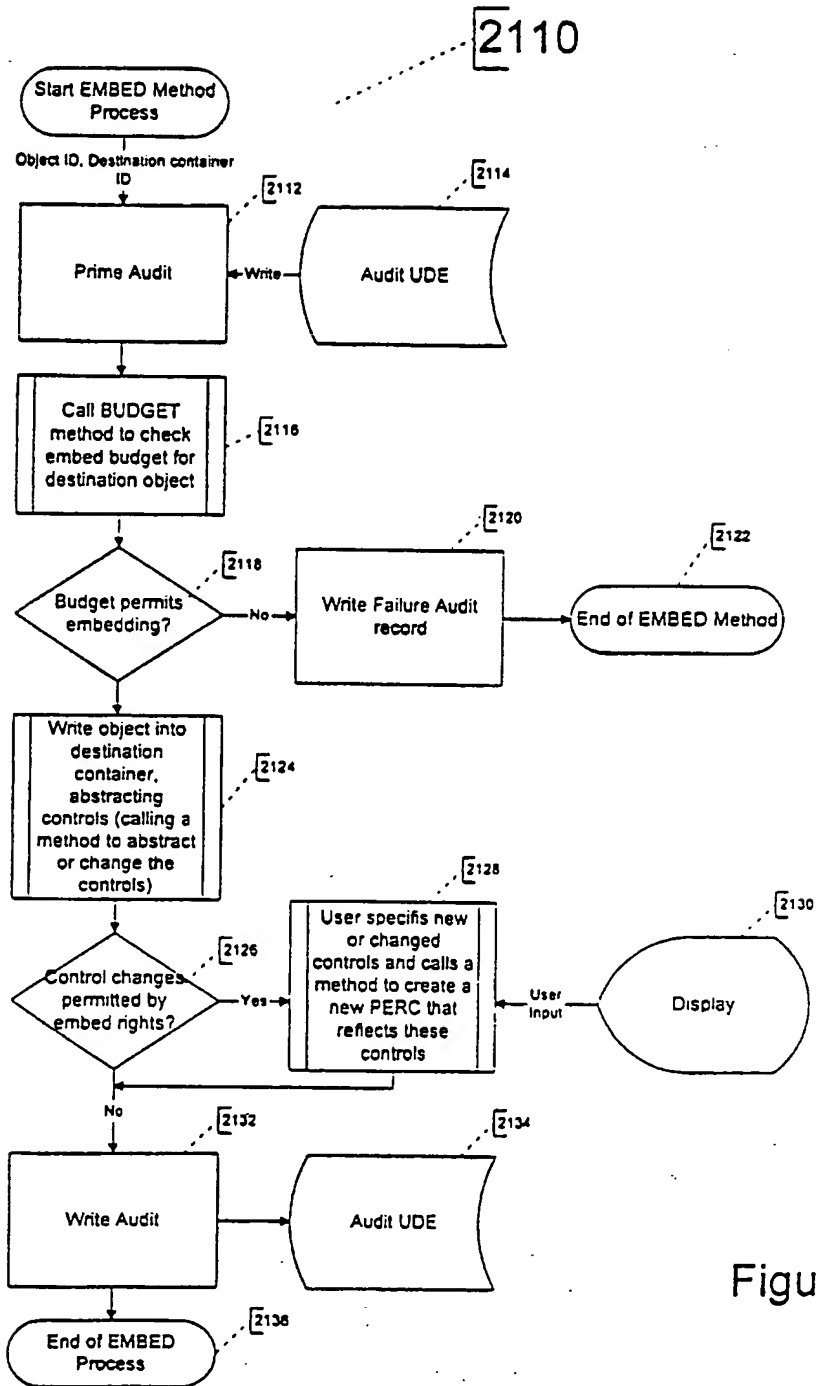 2110
Start EMBED Method
Process
Object ID, Destination container
ID
2112
2114
Prime Audit
Write
Audit UDE
Call BUDGET
method to check
embed budget for
destination object
2116
2118
Budget permits
embedding?
No
2120
Write Failure Audit
record
2122
End of EMBED Method
Write object into
destination
container,
abstracting
controls (calling a
method to abstract
or change the
controls)
2124
2126
Control changes
permitted by
embed rights?
Yes
2128
User specifis new
or changed
controls and calls a
method to create a
new PERC that
reflects these
controls
User
Input
2130
Display
No
2132
Write Audit
2134
Audit UDE
2136
End of EMBED
Process
Figu